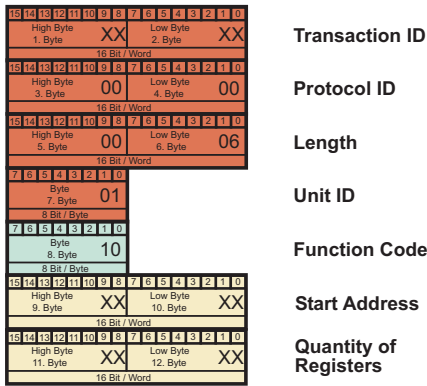 15 14 13 12 11 10 9 8 7 6 5 4 3 2 1 0
High Byte
1. Byte
XX
Low Byte
2. Byte
XX
16 Bit / Word
Transaction ID
15 14 13 12 11 10 9 8 7 6 5 4 3 2 1 0
High Byte
3. Byte
00
Low Byte
4. Byte
00
16 Bit / Word
Protocol ID
15 14 13 12 11 10 9 8 7 6 5 4 3 2 1 0
High Byte
5. Byte
00
Low Byte
6. Byte
06
16 Bit / Word
Length
7 6 5 4 3 2 1 0
Byte
7. Byte
01
8 Bit / Byte
Unit ID
7 6 5 4 3 2 1 0
Byte
8. Byte
10
8 Bit / Byte
Function Code
15 14 13 12 11 10 9 8 7 6 5 4 3 2 1 0
High Byte
9. Byte
XX
Low Byte
10. Byte
XX
16 Bit / Word
Start Address
15 14 13 12 11 10 9 8 7 6 5 4 3 2 1 0
High Byte
11. Byte
XX
Low Byte
12. Byte
XX
16 Bit / Word
Quantity of
Registers